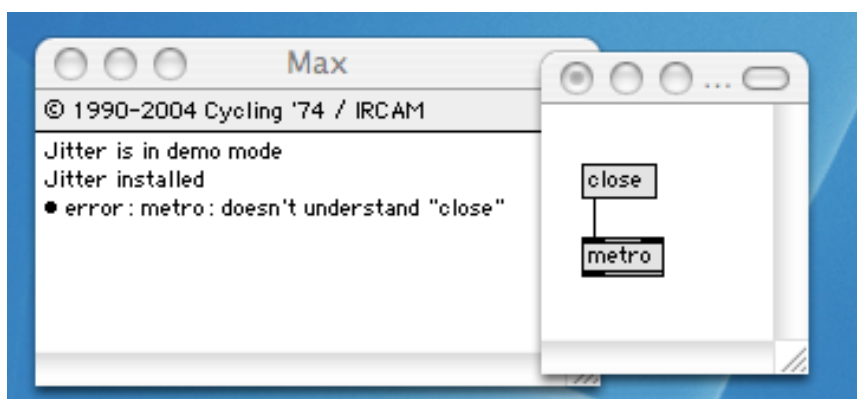 Max
© 1990-2004 Cycling '74 / IRCAM
Jitter is in demo mode
Jitter installed
● error: metro: doesn't understand "close"
...
close
metro